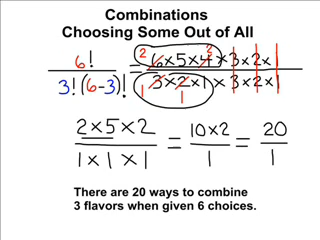 Combinations
Choosing Some Out of All
6! / 3!(6-3)! = 6×5×4×3×2×1 / 3×2×1×3×2×1
2 2
1 1
2×5×2 / 1×1×1 = 10×2 / 1 = 20 / 1
There are 20 ways to combine
3 flavors when given 6 choices.